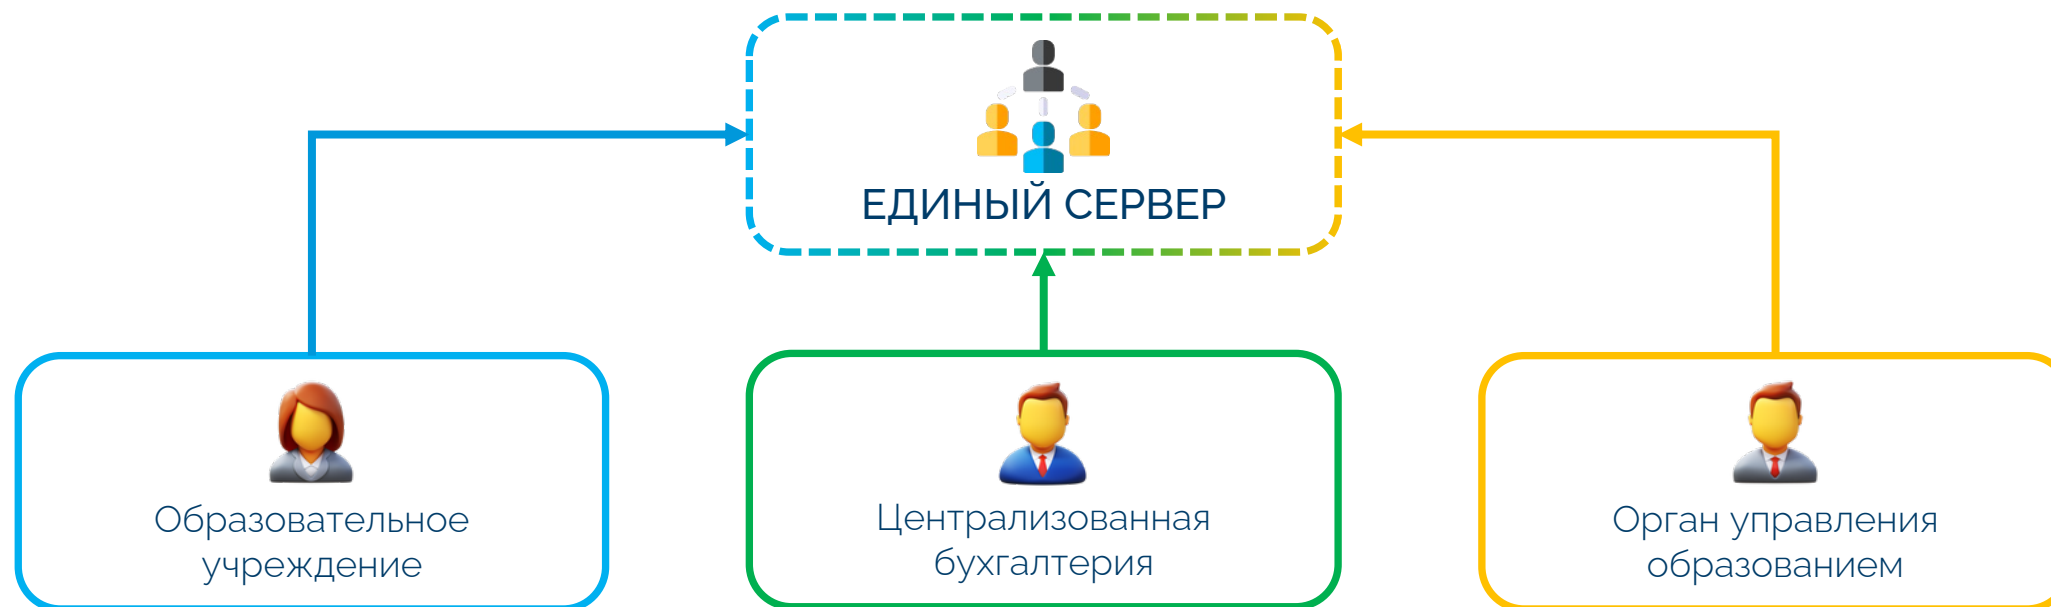 ЕДИНЫЙ СЕРВЕР
Образовательное
учреждение
Централизованная
бухгалтерия
Орган управления
образованием